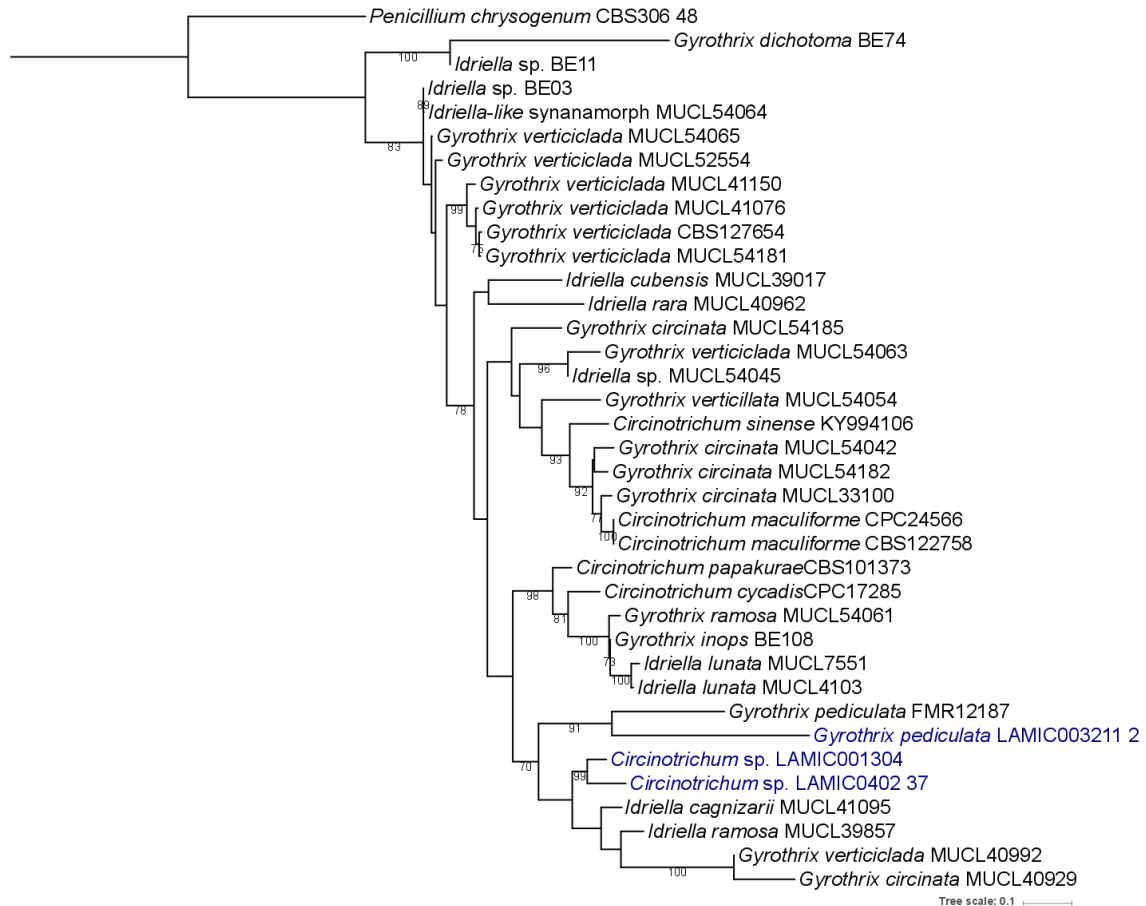 Penicillium chrysogenum CBS306 48
Gyrothrix dichotoma BE74
100
Idriella sp. BE11
Idriella sp. BE03
89
Idriella-like synanamorph MUCL54064
Gyrothrix verticiclada MUCL54065
83
Gyrothrix verticiclada MUCL52554
Gyrothrix verticiclada MUCL41150
99
Gyrothrix verticiclada MUCL41076
Gyrothrix verticiclada CBS127654
75
Gyrothrix verticiclada MUCL54181
Idriella cubensis MUCL39017
Idriella rara MUCL40962
Gyrothrix circinata MUCL54185
Gyrothrix verticiclada MUCL54063
96
Idriella sp. MUCL54045
Gyrothrix verticillata MUCL54054
78
Circinotrichum sinense KY994106
Gyrothrix circinata MUCL54042
93
Gyrothrix circinata MUCL54182
92
Gyrothrix circinata MUCL33100
77
Circinotrichum maculiforme CPC24566
100
Circinotrichum maculiforme CBS122758
Circinotrichum papakuraeCBS101373
98
Circinotrichum cycadisCPC17285
81
Gyrothrix ramosa MUCL54061
100
Gyrothrix inops BE108
73
Idriella lunata MUCL7551
100
Idriella lunata MUCL4103
Gyrothrix pediculata FMR12187
91
Gyrothrix pediculata LAMIC003211 2
Circinotrichum sp. LAMIC001304
70
99
Circinotrichum sp. LAMIC0402 37
Idriella cagnizarii MUCL41095
Idriella ramosa MUCL39857
Gyrothrix verticiclada MUCL40992
100
Gyrothrix circinata MUCL40929
Tree scale: 0.1